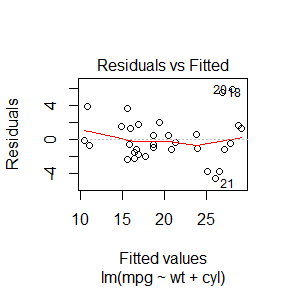 Residuals vs Fitted
Residuals
4
0
-4
20
18
21
10
15
20
25
Fitted values
lm(mpg ~ wt + cyl)